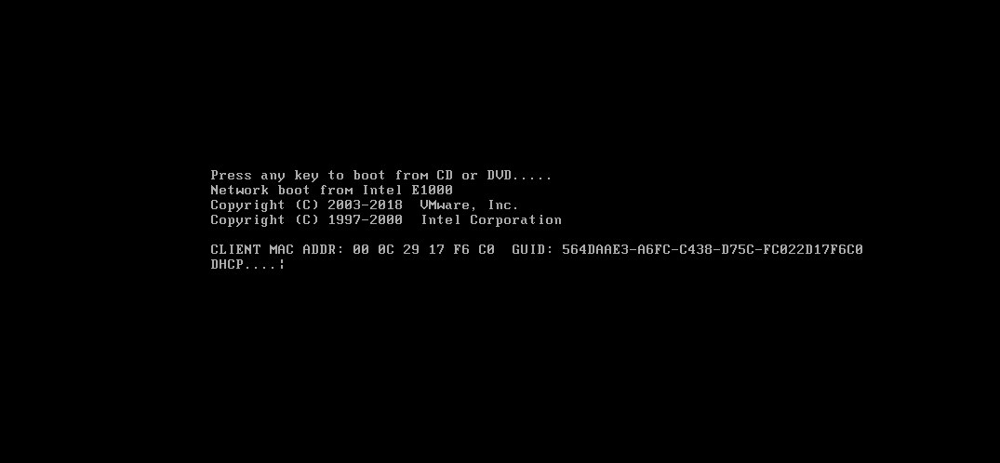 Press any key to boot from CD or DVD.....
Network boot from Intel E1000
Copyright (C) 2003-2018  VMware, Inc.
Copyright (C) 1997-2000  Intel Corporation
CLIENT MAC ADDR: 00 0C 29 17 F6 C0  GUID: 564DAAE3-A6FC-C438-D75C-FC022D17F6C0
DHCP....¦